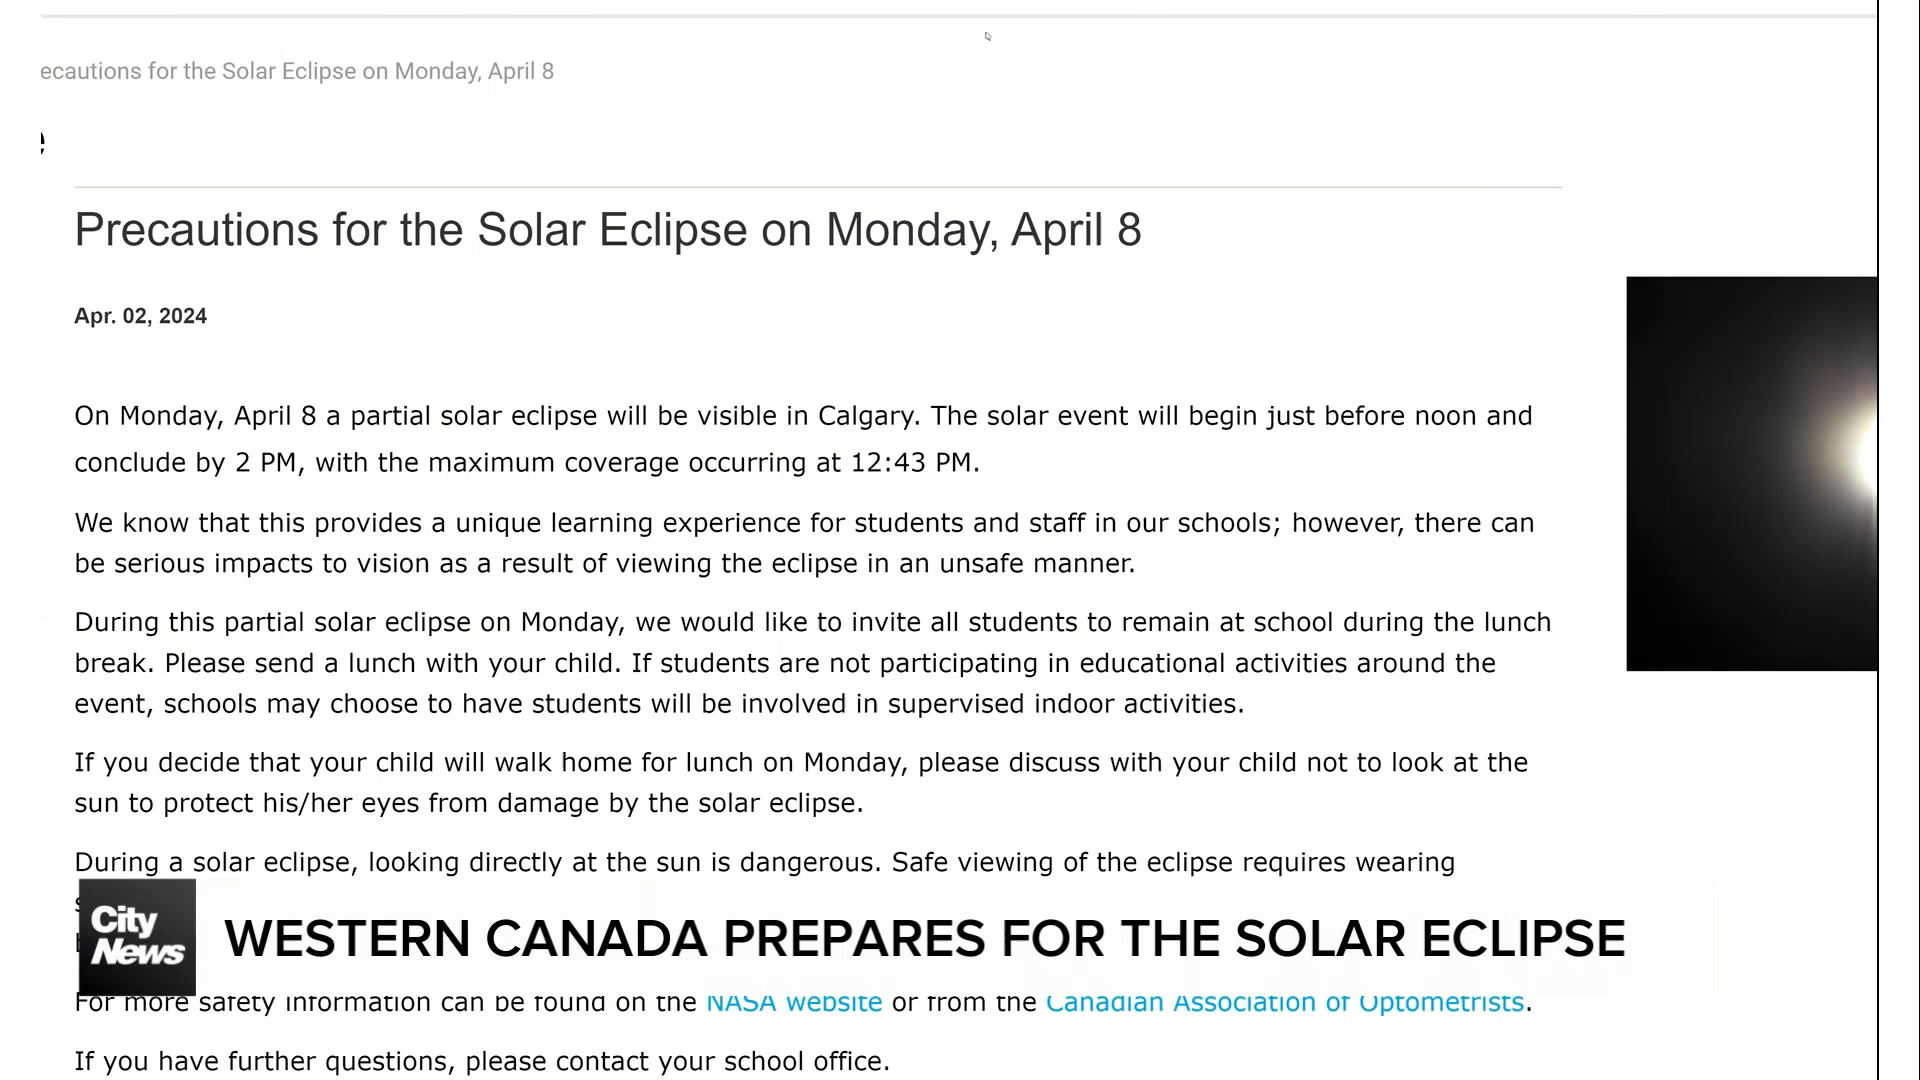 ecautions for the Solar Eclipse on Monday, April 8
Precautions for the Solar Eclipse on Monday, April 8
Apr. 02, 2024
On Monday, April 8 a partial solar eclipse will be visible in Calgary. The solar event will begin just before noon and
conclude by 2 PM, with the maximum coverage occurring at 12:43 PM.
We know that this provides a unique learning experience for students and staff in our schools; however, there can
be serious impacts to vision as a result of viewing the eclipse in an unsafe manner.
During this partial solar eclipse on Monday, we would like to invite all students to remain at school during the lunch
break. Please send a lunch with your child. If students are not participating in educational activities around the
event, schools may choose to have students will be involved in supervised indoor activities.
If you decide that your child will walk home for lunch on Monday, please discuss with your child not to look at the
sun to protect his/her eyes from damage by the solar eclipse.
During a solar eclipse, looking directly at the sun is dangerous. Safe viewing of the eclipse requires wearing
City
News
WESTERN CANADA PREPARES FOR THE SOLAR ECLIPSE
For more safety information can be found on the NASA website or from the Canadian Association of Optometrists.
If you have further questions, please contact your school office.